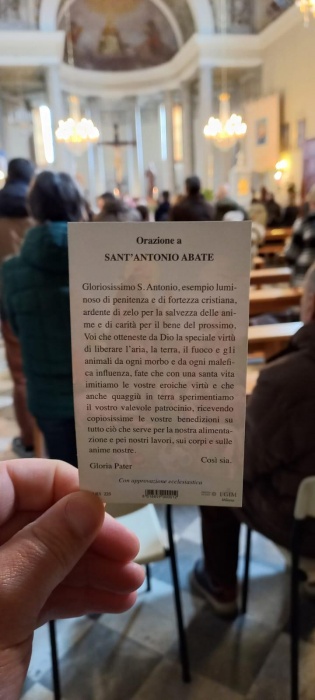 Orazione a
SANT'ANTONIO ABATE
Gloriosissimo S. Antonio, esempio lumi-
noso di penitenza e di fortezza cristiana,
ardente di zelo per la salvezza delle ani-
me e di carità per il bene del prossimo.
Voi che otteneste da Dio la speciale virtù
di liberare l'aria, la terra, il fuoco e gli
animali da ogni morbo e da ogni malefi-
ca influenza, fate che con una santa vita
imitiamo le vostre eroiche virtù e che
anche quaggiù in terra sperimentiamo
il vostro valevole patrocinio, ricevendo
copiosissime le vostre benedizioni su
tutto ciò che serve per la nostra alimenta-
zione e pei nostri lavori, sui corpi e sulle
anime nostre.
Così sia.
Gloria Pater
Con approvazione ecclesiastica